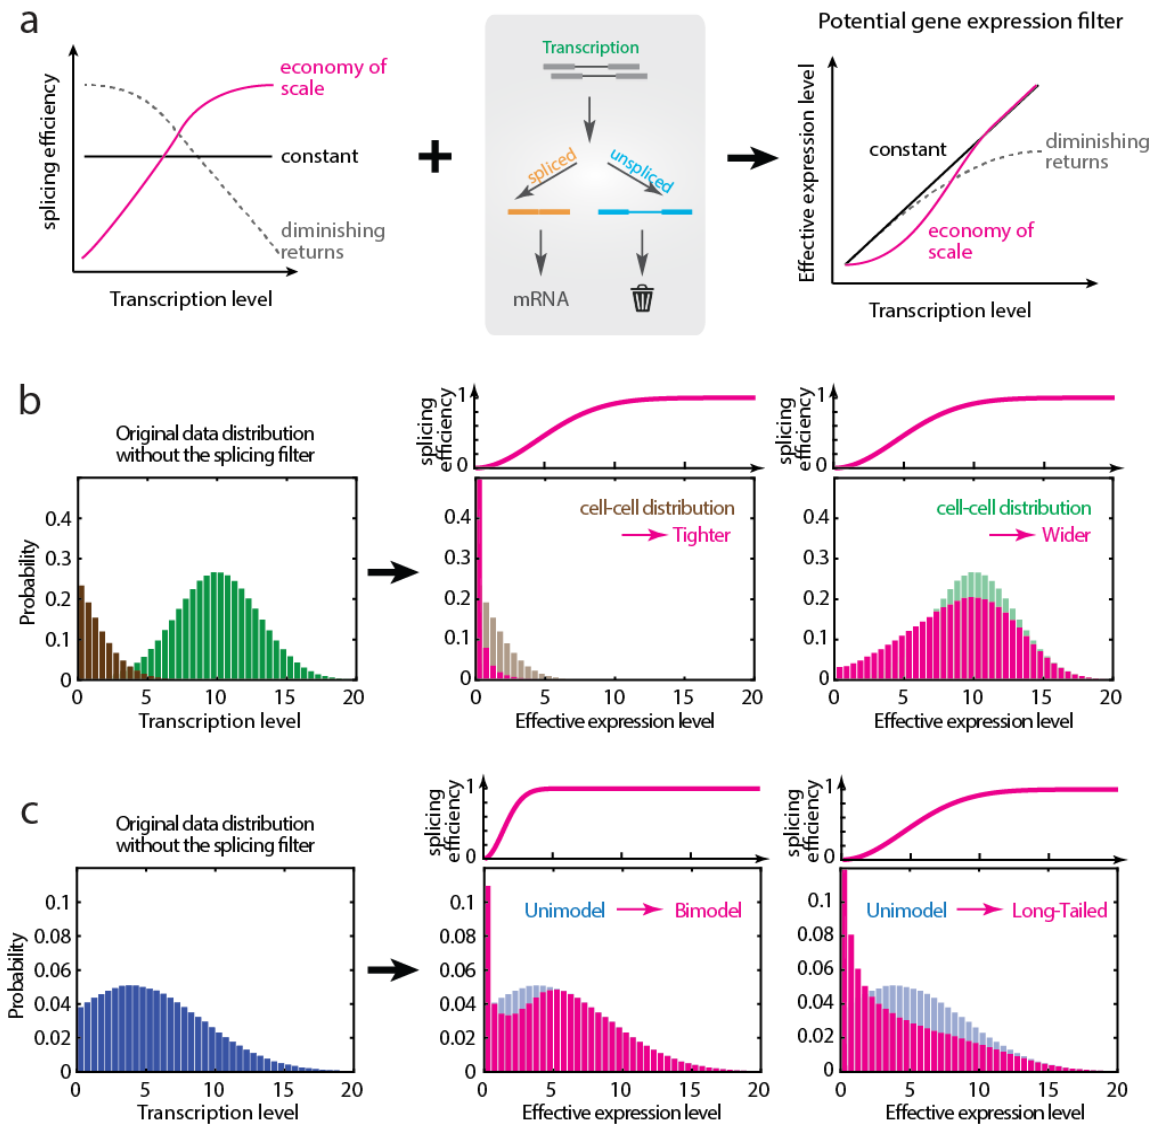 a
splicing efficiency
economy of
scale
constant
diminishing
returns
Transcription level
+
Transcription
spliced
unspliced
mRNA
Potential gene expression filter
Effective expression level
constant
diminishing
returns
economy of
scale
Transcription level
b
Original data distribution
without the splicing filter
Probability
0.4
0.3
0.2
0.1
0
0 5 10 15 20
Transcription level
splicing
efficiency
1
0
5 10 15 20
cell-cell distribution
Tighter
0.4
0.3
0.2
0.1
0
0 10 15 20
Effective expression level
splicing
efficiency
1
0
cell-cell distribution
Wider
0.4
0.3
0.2
0.1
0
0 5 10 15 20
Effective expression level
c
Original data distribution
without the splicing filter
Probability
0.1
0.08
0.06
0.04
0.02
0
0 5 10 15 20
Transcription level
splicing
efficiency
1
0
Unimodel Bimodel
0.1
0.08
0.06
0.04
0.02
0
0 5 10 15 20
Effective expression level
splicing
efficiency
1
0
Unimodel Long-Tailed
0.1
0.08
0.06
0.04
0.02
0
0 5 10 15 20
Effective expression level